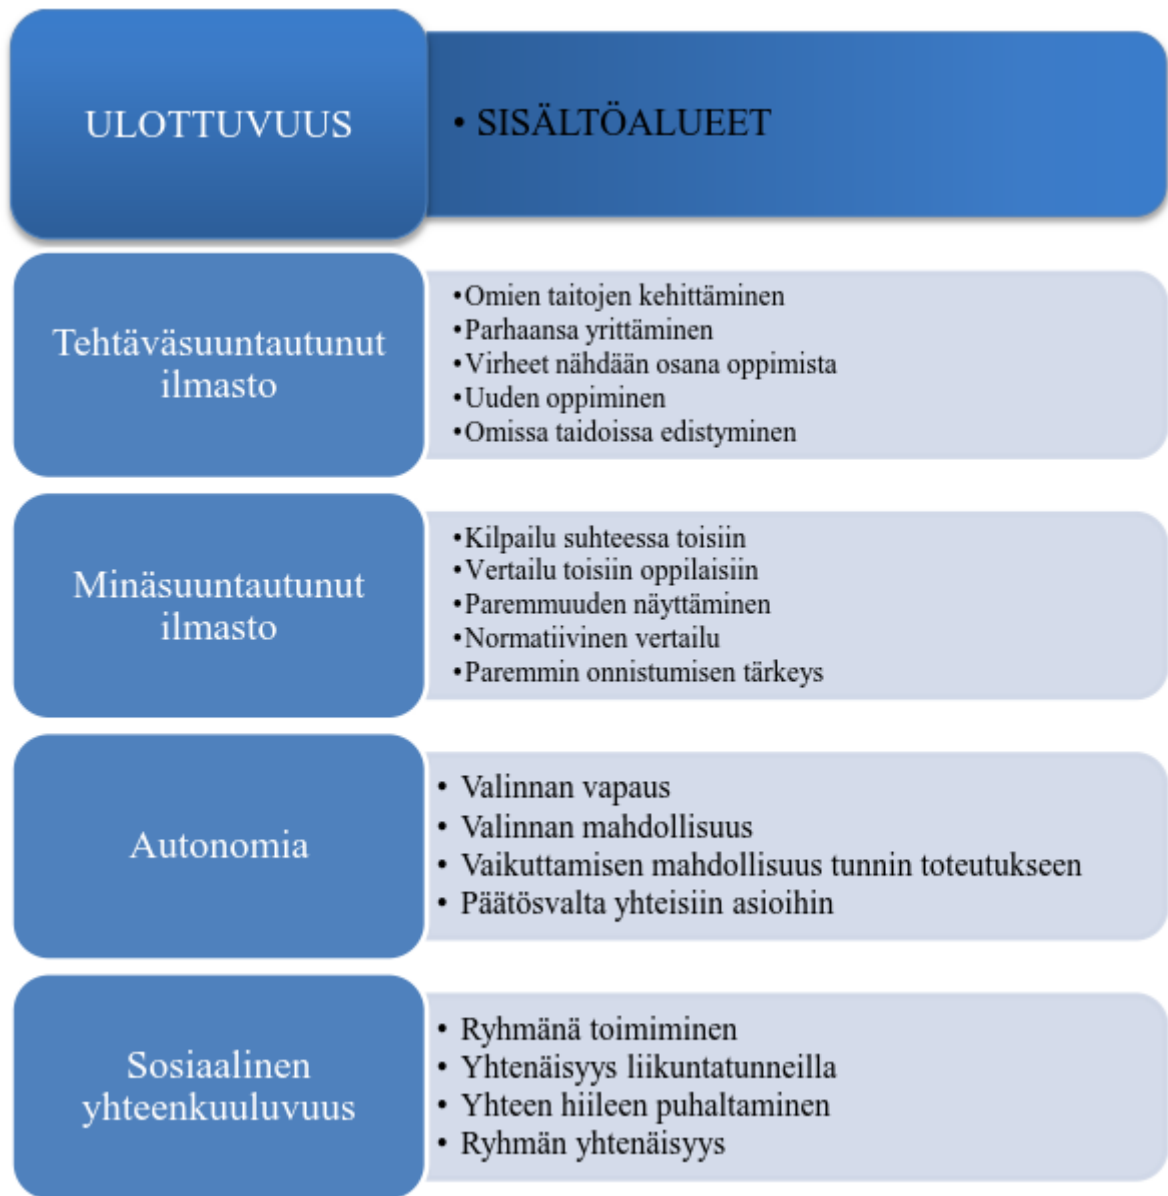 ULOTTUVUUS
• SISÄLTÖALUEET
Tehtäväsuuntautunut
ilmasto
•Omien taitojen kehittäminen
•Parhaansa yrittäminen
•Virheet nähdään osana oppimista
•Uuden oppiminen
•Omissa taidoissa edistyminen
Minäsuuntautunut
ilmasto
•Kilpailu suhteessa toisiin
•Vertailu toisiin oppilaisiin
•Paremmuuden näyttäminen
•Normatiivinen vertailu
•Paremmin onnistumisen tärkeys
Autonomia
• Valinnan vapaus
• Valinnan mahdollisuus
• Vaikuttamisen mahdollisuus tunnin toteutukseen
• Päätösvalta yhteisiin asioihin
Sosiaalinen
yhteenkuuluvuus
• Ryhmänä toimiminen
• Yhtenäisyys liikuntatunneilla
• Yhteen hiileen puhaltaminen
• Ryhmän yhtenäisyys